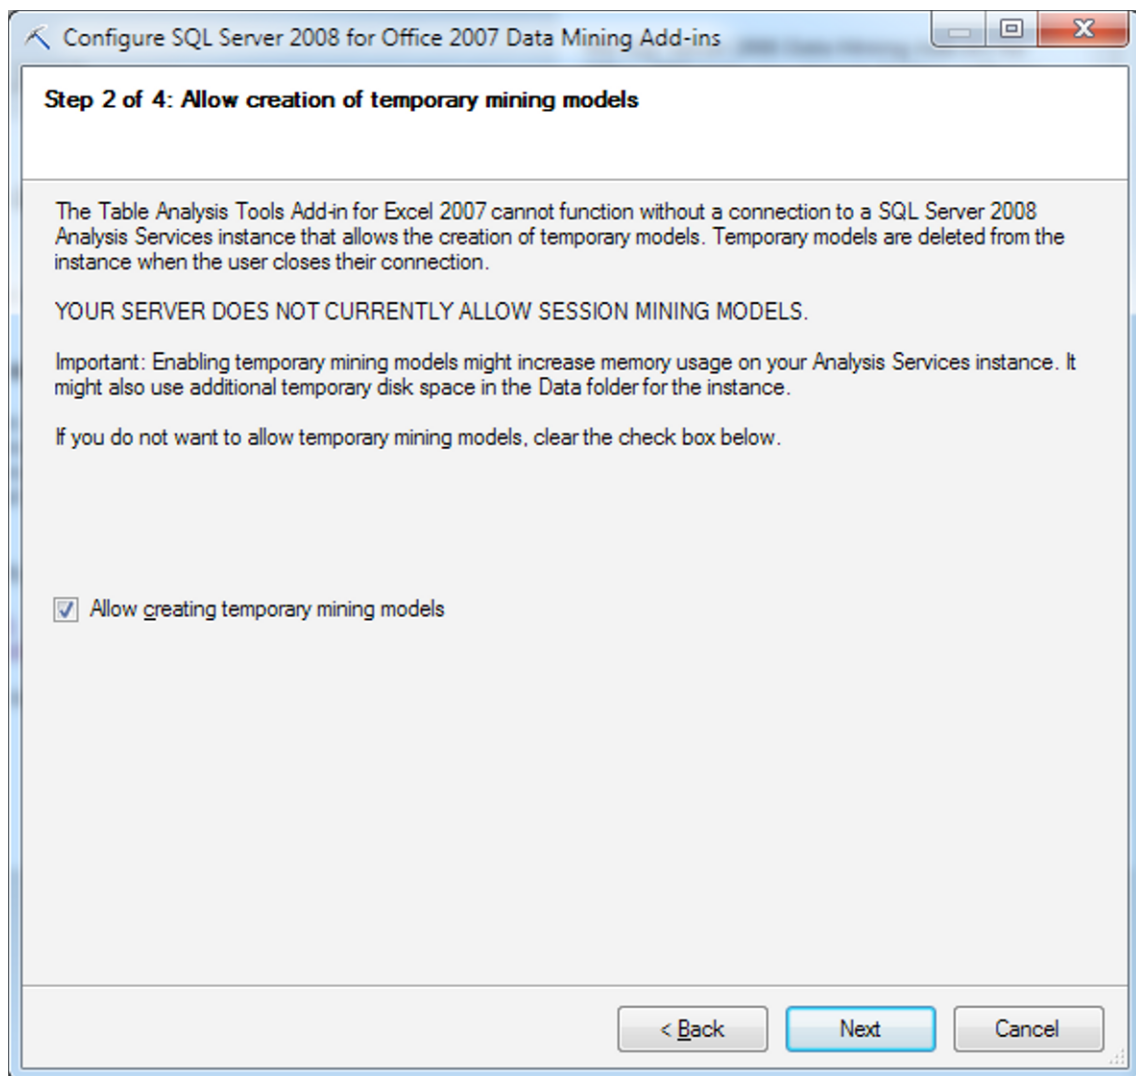 Configure SQL Server 2008 for Office 2007 Data Mining Add-ins
Step 2 of 4: Allow creation of temporary mining models
The Table Analysis Tools Add-in for Excel 2007 cannot function without a connection to a SQL Server 2008
Analysis Services instance that allows the creation of temporary models. Temporary models are deleted from the
instance when the user closes their connection.
YOUR SERVER DOES NOT CURRENTLY ALLOW SESSION MINING MODELS.
Important: Enabling temporary mining models might increase memory usage on your Analysis Services instance. It
might also use additional temporary disk space in the Data folder for the instance.
If you do not want to allow temporary mining models, clear the check box below.
Allow creating temporary mining models
< Back
Next
Cancel